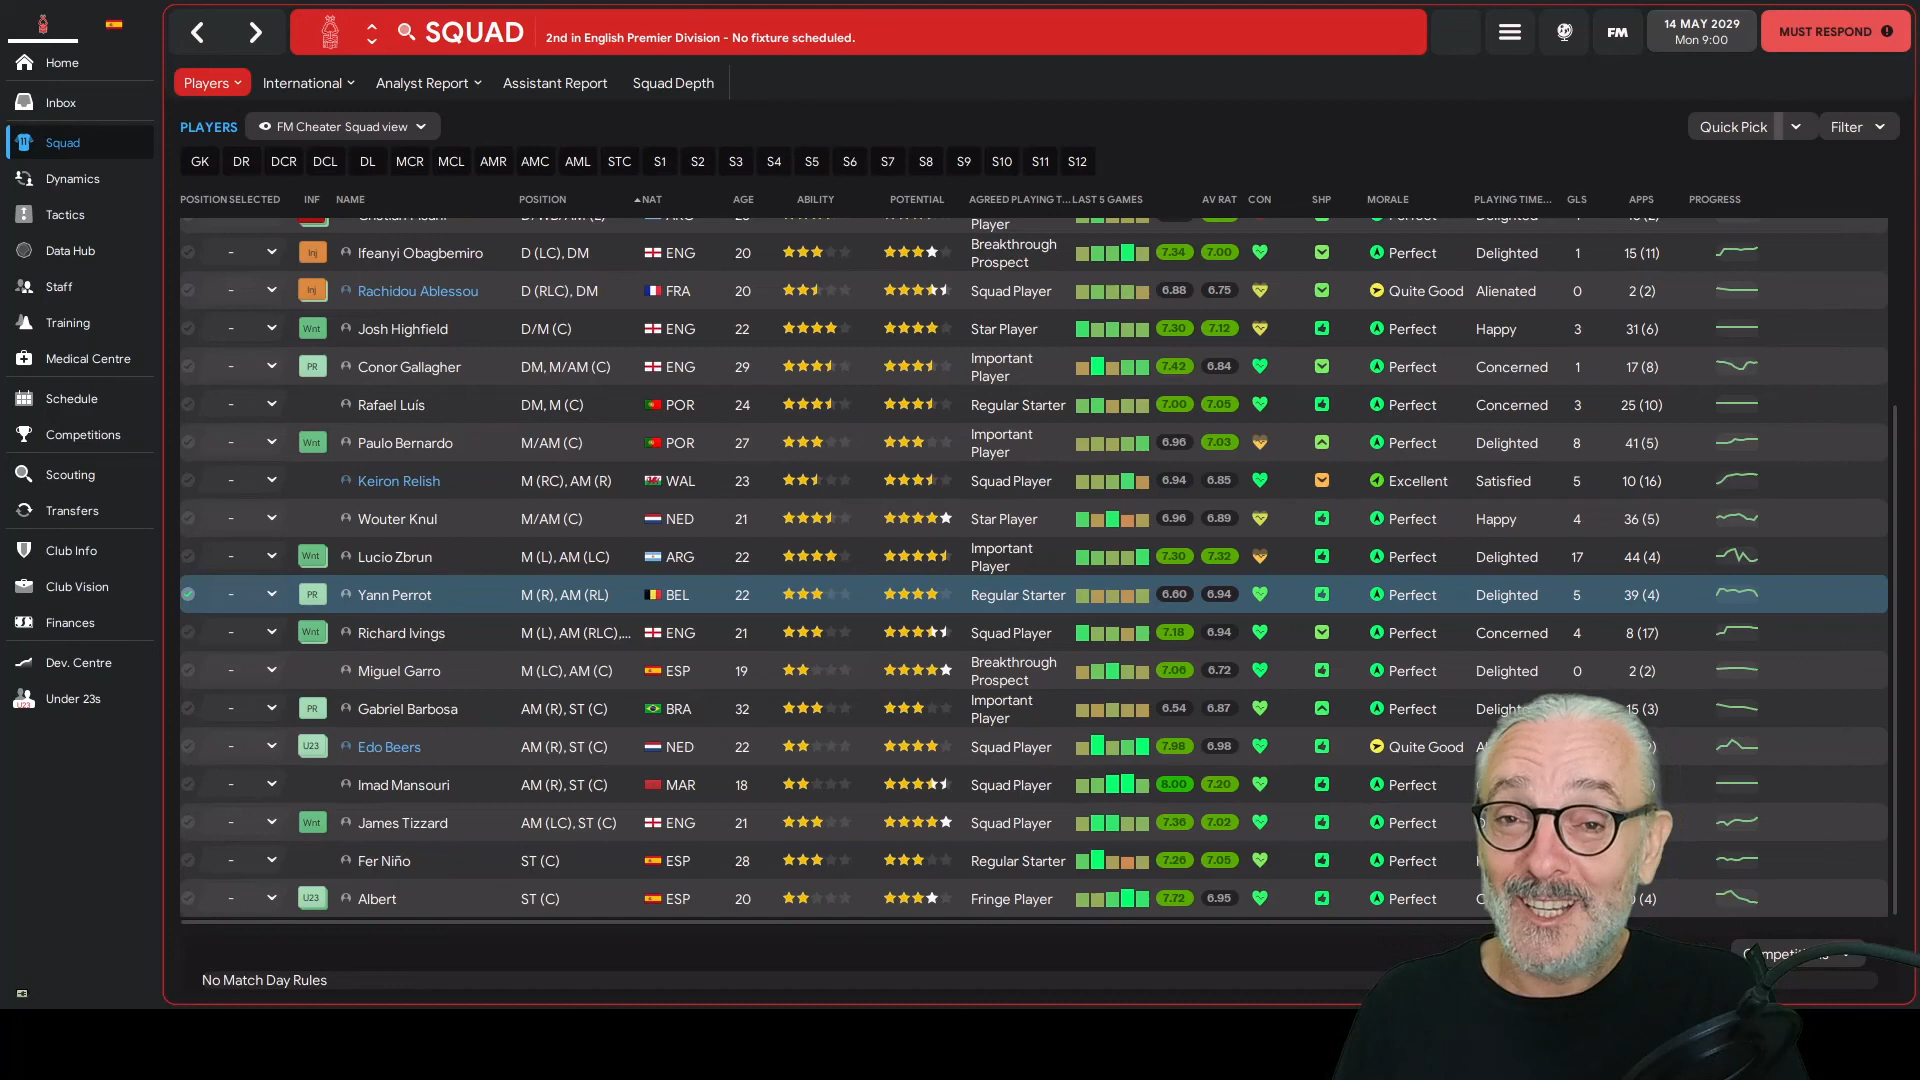 SQUAD
2nd in English Premier Division - No fixture scheduled.
FM
14 MAY 2029
Mon 9:00
MUST RESPOND
Home
Inbox
Squad
Dynamics
Tactics
Data Hub
Staff
Training
Medical Centre
Schedule
Competitions
Scouting
Transfers
Club Info
Club Vision
Finances
Dev. Centre
U23
Under 23s
Players
International
Analyst Report
Assistant Report
Squad Depth
PLAYERS
FM Cheater Squad view
Quick Pick
Filter
GK DR DCR DCL DL MCR MCL AMR AMC AML STC S1 S2 S3 S4 S5 S6 S7 S8 S9 S10 S11 S12
POSITION SELECTED INF NAME POSITION NAT AGE ABILITY POTENTIAL AGREED PLAYING T... LAST 5 GAMES AV RAT CON SHP MORALE PLAYING TIME... GLS APPS PROGRESS
Player
- Inj Ifeanyi Obagbemiro D (LC), DM ENG 20 Breakthrough Prospect 7.34 7.00 Perfect Delighted 1 15 (11)
- Inj Rachidou Ablessou D (RLC), DM FRA 20 Squad Player 6.88 6.75 Quite Good Alienated 0 2 (2)
- Wnt Josh Highfield D/M (C) ENG 22 Star Player 7.30 7.12 Perfect Happy 3 31 (6)
- PR Conor Gallagher DM, M/AM (C) ENG 29 Important Player 7.42 6.84 Perfect Concerned 1 17 (8)
- Rafael Luís DM, M (C) POR 24 Regular Starter 7.00 7.05 Perfect Concerned 3 25 (10)
- Wnt Paulo Bernardo M/AM (C) POR 27 Important Player 6.96 7.03 Perfect Delighted 8 41 (5)
- Keiron Relish M (RC), AM (R) WAL 23 Squad Player 6.94 6.85 Excellent Satisfied 5 10 (16)
- Wouter Knul M/AM (C) NED 21 Star Player 6.96 6.89 Perfect Happy 4 36 (5)
- Wnt Lucio Zbrun M (L), AM (LC) ARG 22 Important Player 7.30 7.32 Perfect Delighted 17 44 (4)
- PR Yann Perrot M (R), AM (RL) BEL 22 Regular Starter 6.60 6.94 Perfect Delighted 5 39 (4)
- Wnt Richard Ivings M (L), AM (RLC),... ENG 21 Squad Player 7.18 6.94 Perfect Concerned 4 8 (17)
- Miguel Garro M (LC), AM (C) ESP 19 Breakthrough Prospect 7.06 6.72 Perfect Delighted 0 2 (2)
- PR Gabriel Barbosa AM (R), ST (C) BRA 32 Important Player 6.54 6.87 Perfect 15 (3)
- U23 Edo Beers AM (R), ST (C) NED 22 Squad Player 7.98 6.98 Quite Good
- Imad Mansouri AM (R), ST (C) MAR 18 Squad Player 8.00 7.20 Perfect
- Wnt James Tizzard AM (LC), ST (C) ENG 21 Squad Player 7.36 7.02 Perfect
- Fer Niño ST (C) ESP 28 Regular Starter 7.26 7.05 Perfect
- U23 Albert ST (C) ESP 20 Fringe Player 7.72 6.95 Perfect (4)
No Match Day Rules